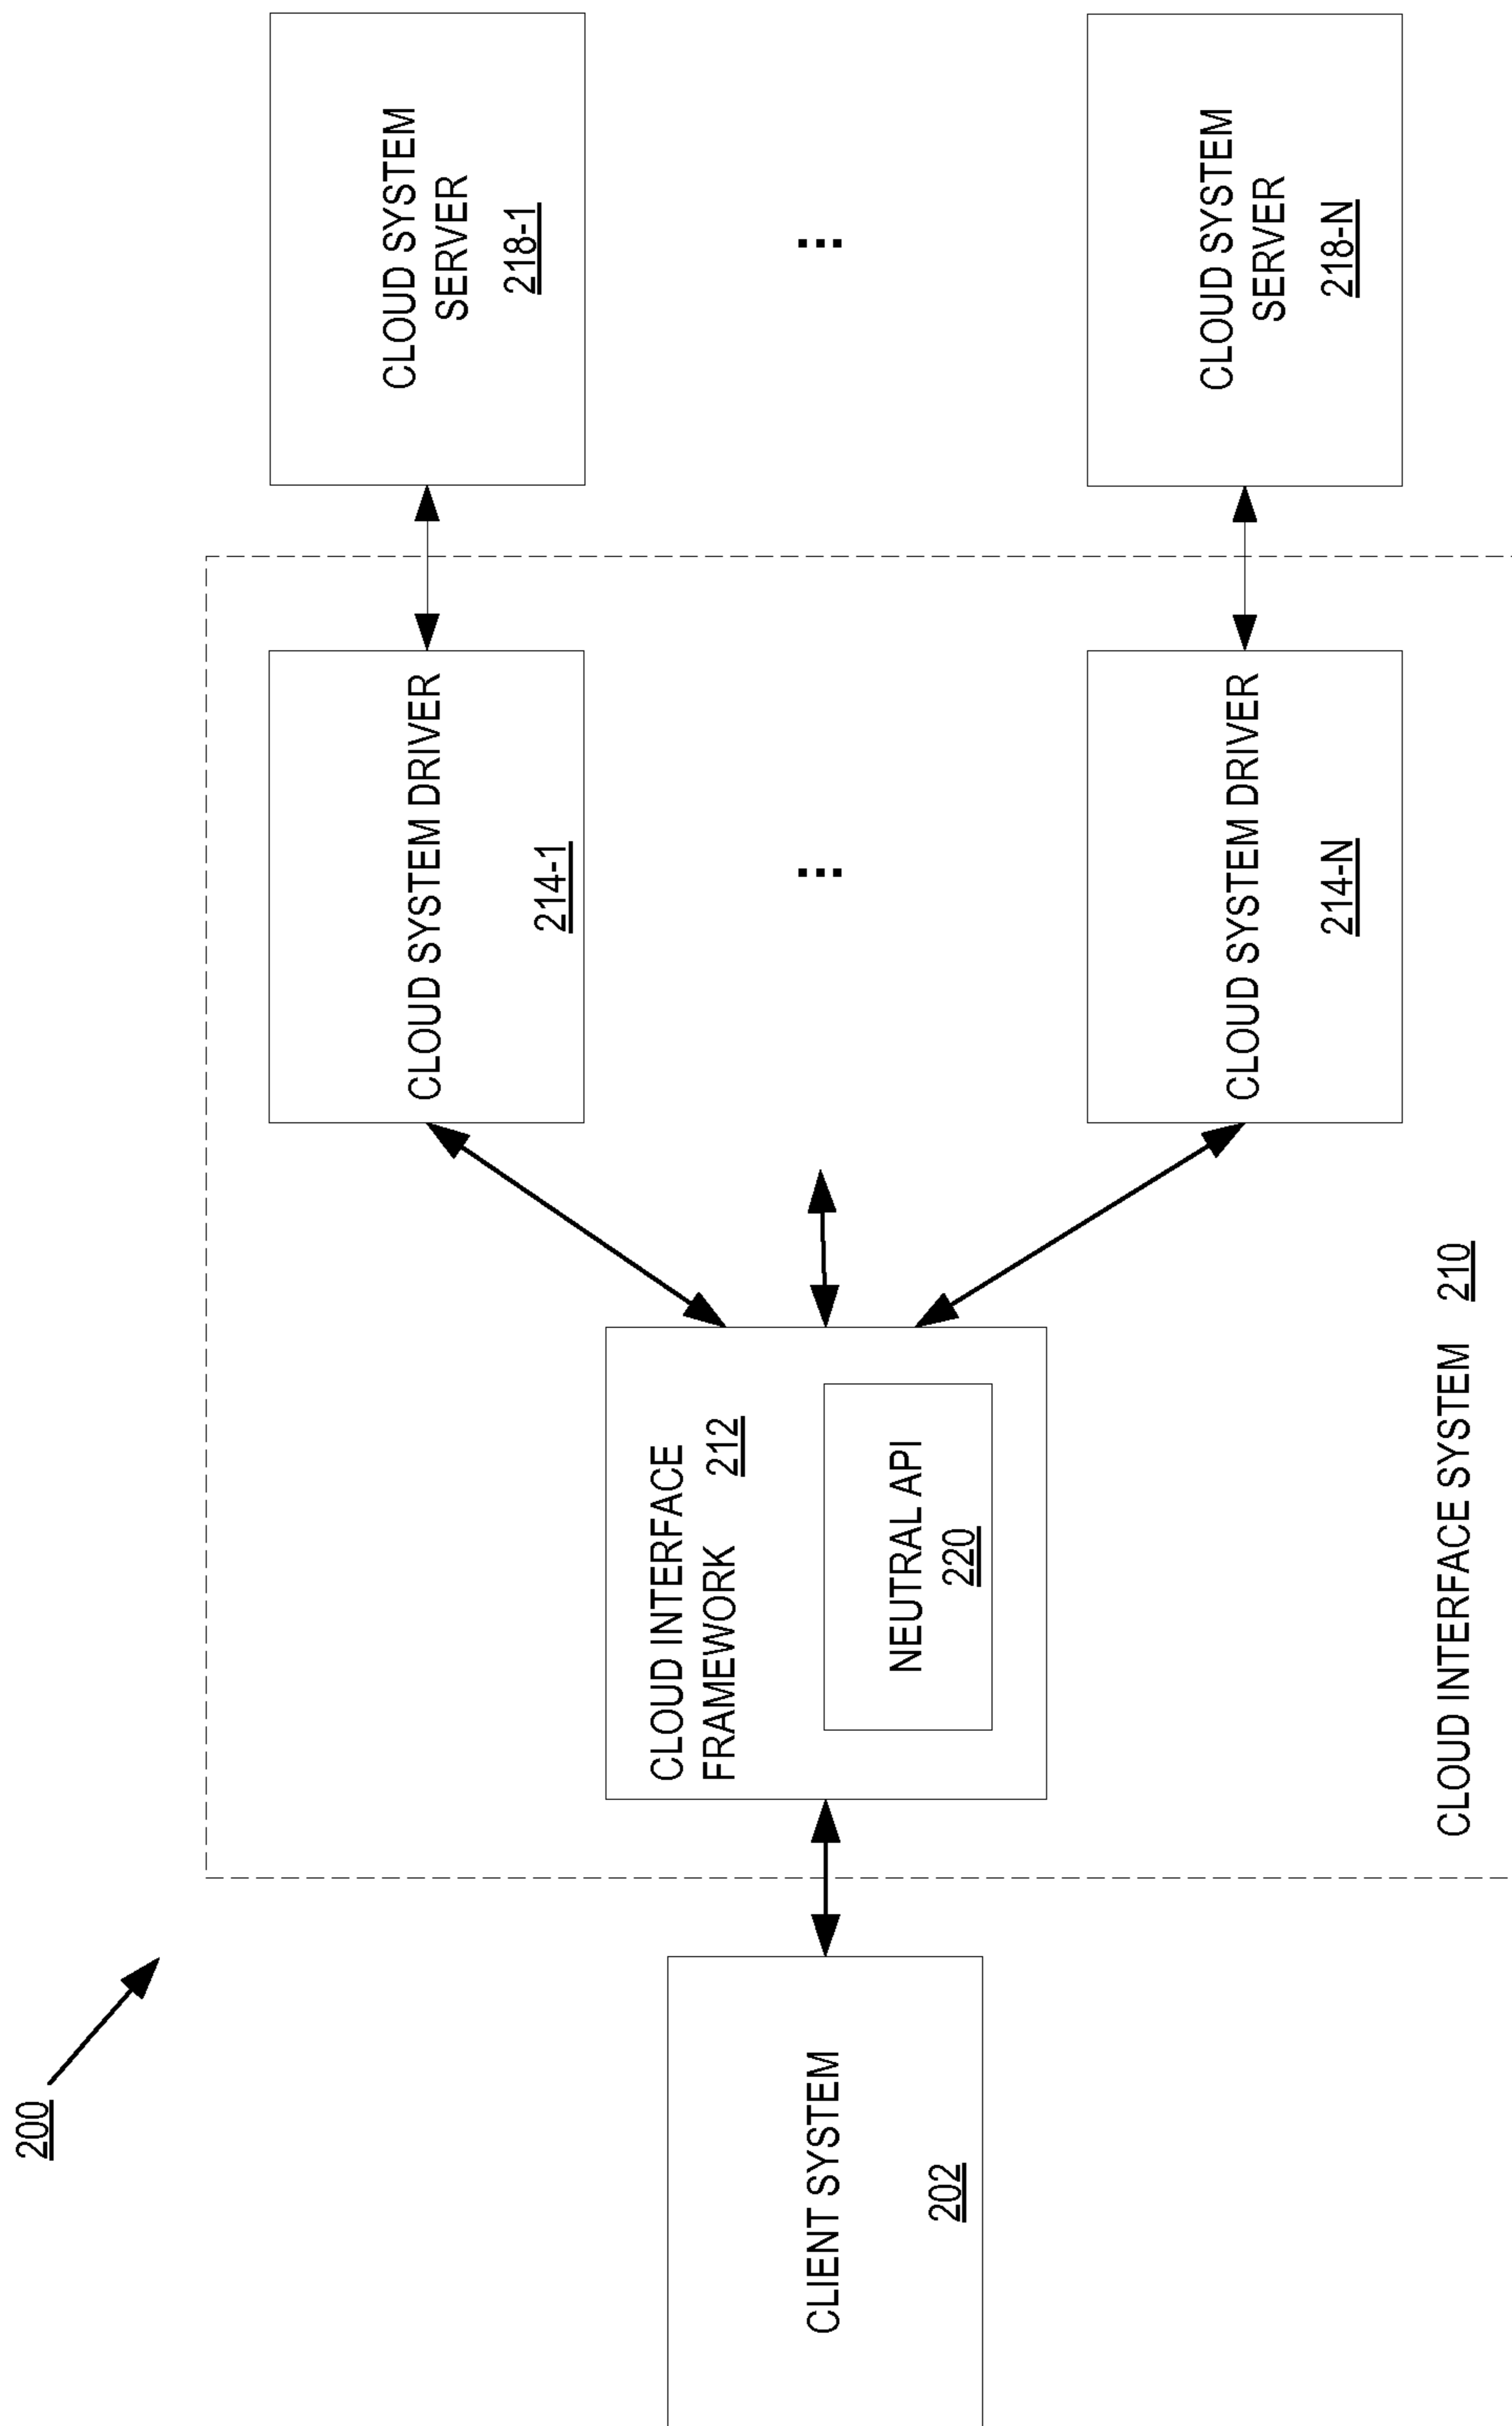 200
CLIENT SYSTEM
202
CLOUD INTERFACE
FRAMEWORK 212
NEUTRAL API
220
CLOUD SYSTEM DRIVER
214-1
...
CLOUD SYSTEM DRIVER
214-N
CLOUD SYSTEM
SERVER
218-1
...
CLOUD SYSTEM
SERVER
218-N
CLOUD INTERFACE SYSTEM 210